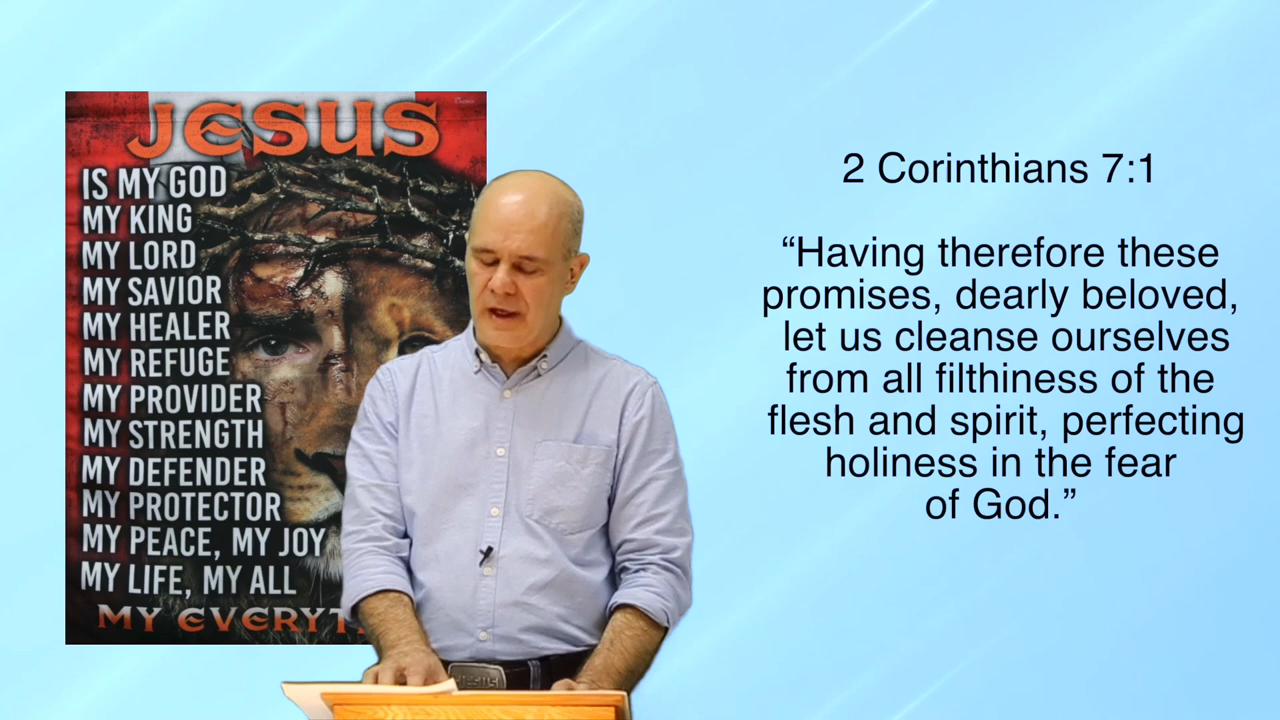 JESUS
IS MY GOD
MY KING
MY LORD
MY SAVIOR
MY HEALER
MY REFUGE
MY PROVIDER
MY STRENGTH
MY DEFENDER
MY PROTECTOR
MY PEACE, MY JOY
MY LIFE, MY ALL
MY EVERYT
JESUS
2 Corinthians 7:1
“Having therefore these
promises, dearly beloved,
let us cleanse ourselves
from all filthiness of the
flesh and spirit, perfecting
holiness in the fear
of God.”